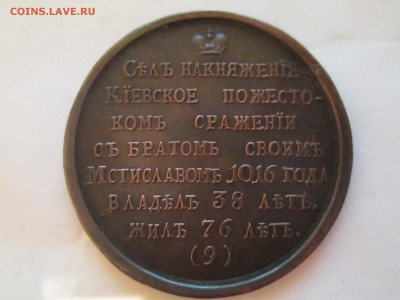 COINS.LAVE.RU
СѢЛЪ НАКНЯЖЕНІЕ
КІЕВСКОЕ ПОЖЕСТО-
КОМЪ СРАЖЕНІИ
СЪ БРАТОМЪ СВОИМЪ
МСТИСЛАВОМЪ 1016 ГОДА
ВЛАДѢЛЪ 38 ЛѢТЪ.
ЖИЛЪ 76 ЛѢТЪ.
(9)